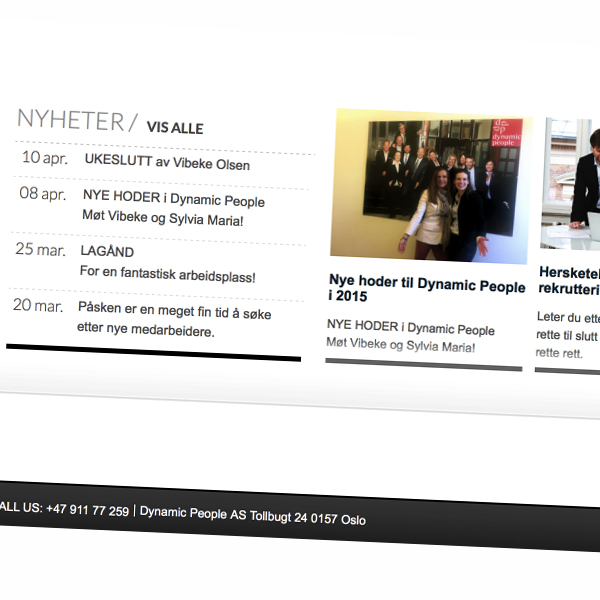 NYHETER/ VIS ALLE
10 apr. UKESLUTT av Vibeke Olsen
08 apr. NYE HODER i Dynamic People
Møt Vibeke og Sylvia Maria!
25 mar. LAGÅND
For en fantastisk arbeidsplass!
20 mar. Påsken er en meget fin tid å søke
etter nye medarbeidere.
dynamic
people
Nye hoder til Dynamic People
i 2015
NYE HODER i Dynamic People
Møt Vibeke og Sylvia Maria!
Leter du
rette til slutt
rette rett.
ALL US: +47 911 77 259 | Dynamic People AS Tollbugt 24 0157 Oslo